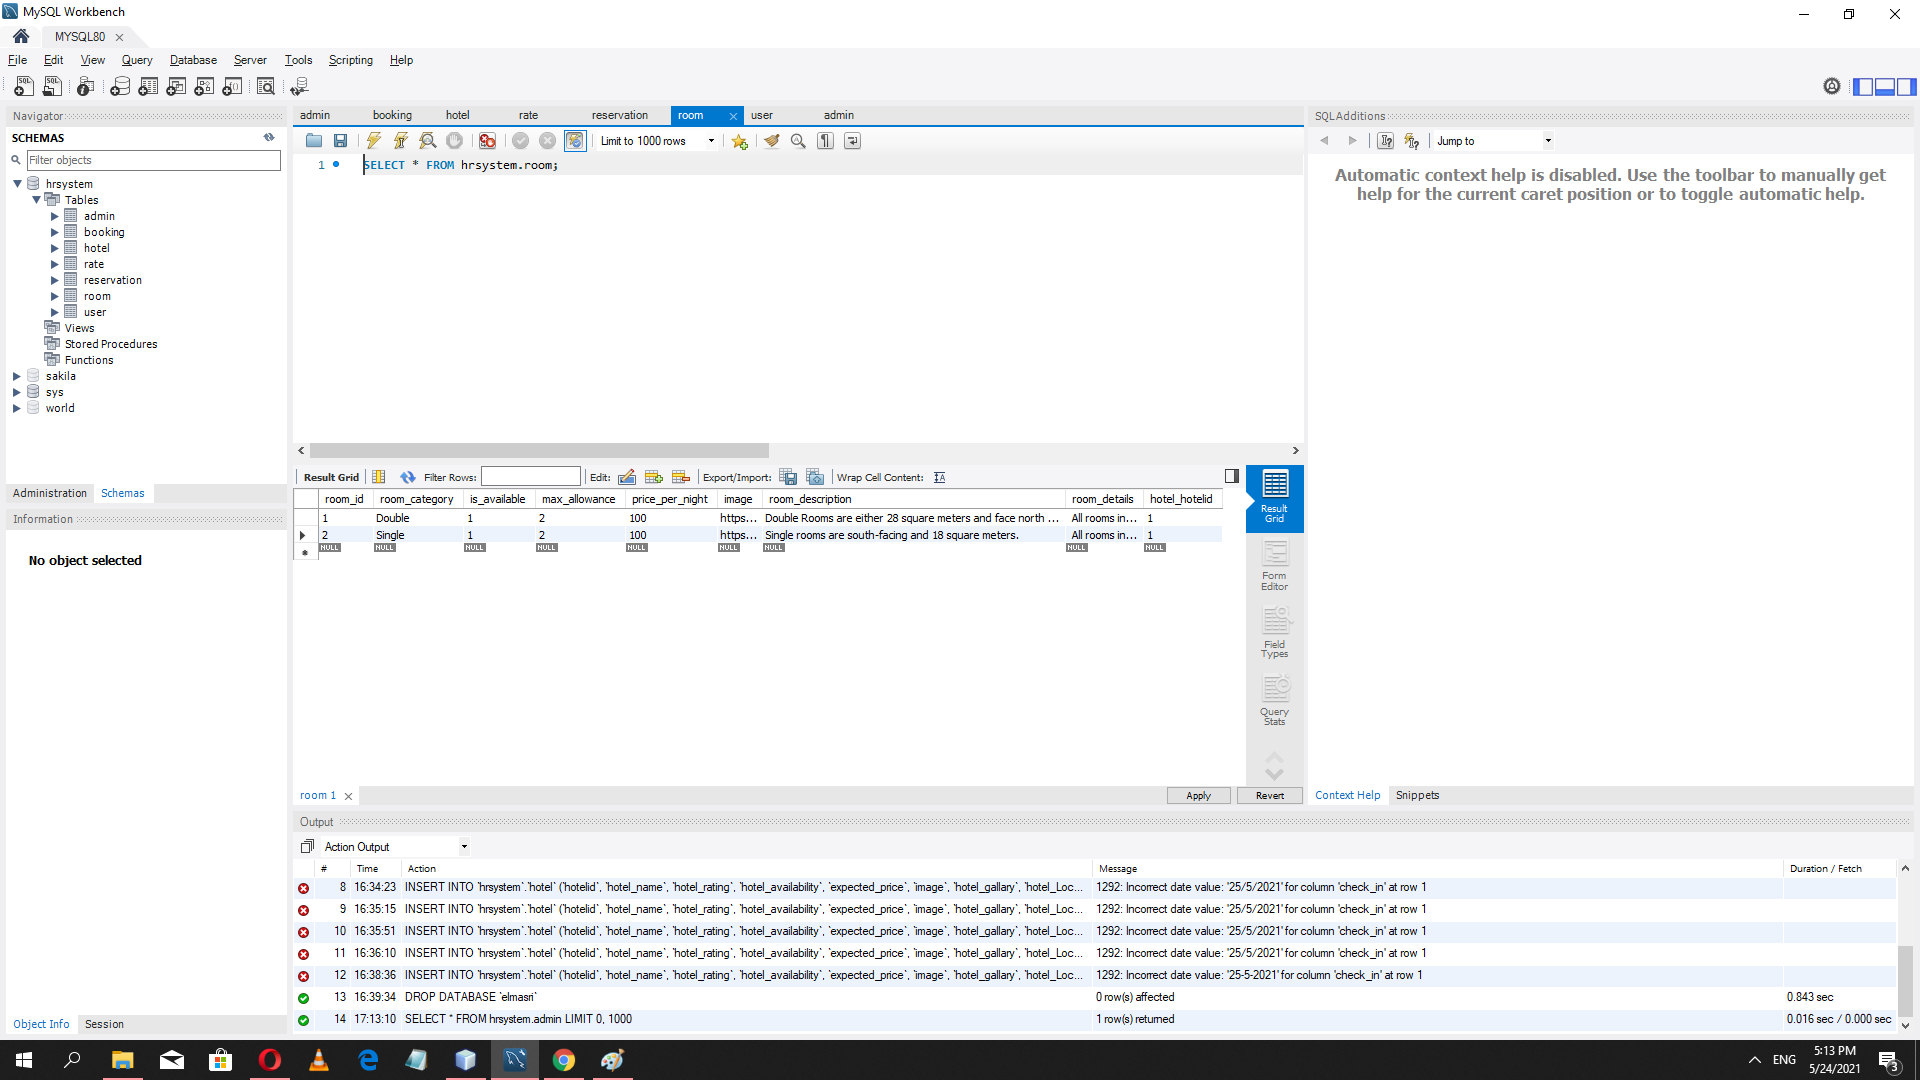 MySQL Workbench
MYSQL80
File Edit View Query Database Server Tools Scripting Help
Navigator
SCHEMAS
Filter objects
hrsystem
Tables
admin
booking
hotel
rate
reservation
room
user
Views
Stored Procedures
Functions
sakila
sys
world
Administration Schemas
Information
No object selected
Object Info Session
admin booking hotel rate reservation room user admin
Limit to 1000 rows
1 SELECT * FROM hrsystem.room;
Result Grid Filter Rows: Edit: Export/Import: Wrap Cell Content:
room_id room_category is_available max_allowance price_per_night image room_description room_details hotel_hotelid
1 Double 1 2 100 https... Double Rooms are either 28 square meters and face north ... All rooms in... 1
2 Single 1 2 100 https... Single rooms are south-facing and 18 square meters. All rooms in... 1
NULL NULL NULL NULL NULL NULL NULL NULL NULL
Result Grid
Form Editor
Field Types
Query Stats
room 1 Apply Revert
SQLAdditions
Jump to
Automatic context help is disabled. Use the toolbar to manually get
help for the current caret position or to toggle automatic help.
Context Help Snippets
Output
Action Output
# Time Action Message Duration / Fetch
8 16:34:23 INSERT INTO `hrsystem`.`hotel` (`hotelid`, `hotel_name`, `hotel_rating`, `hotel_availability`, `expected_price`, `image`, `hotel_gallary`, `hotel_Loc... 1292: Incorrect date value: '25/5/2021' for column 'check_in' at row 1
9 16:35:15 INSERT INTO `hrsystem`.`hotel` (`hotelid`, `hotel_name`, `hotel_rating`, `hotel_availability`, `expected_price`, `image`, `hotel_gallary`, `hotel_Loc... 1292: Incorrect date value: '25/5/2021' for column 'check_in' at row 1
10 16:35:51 INSERT INTO `hrsystem`.`hotel` (`hotelid`, `hotel_name`, `hotel_rating`, `hotel_availability`, `expected_price`, `image`, `hotel_gallary`, `hotel_Loc... 1292: Incorrect date value: '25/5/2021' for column 'check_in' at row 1
11 16:36:10 INSERT INTO `hrsystem`.`hotel` (`hotelid`, `hotel_name`, `hotel_rating`, `hotel_availability`, `expected_price`, `image`, `hotel_gallary`, `hotel_Loc... 1292: Incorrect date value: '25/5/2021' for column 'check_in' at row 1
12 16:38:36 INSERT INTO `hrsystem`.`hotel` (`hotelid`, `hotel_name`, `hotel_rating`, `hotel_availability`, `expected_price`, `image`, `hotel_gallary`, `hotel_Loc... 1292: Incorrect date value: '25-5-2021' for column 'check_in' at row 1
13 16:39:34 DROP DATABASE `elmasri` 0 row(s) affected 0.843 sec
14 17:13:10 SELECT * FROM hrsystem.admin LIMIT 0, 1000 1 row(s) returned 0.016 sec / 0.000 sec
ENG
5:13 PM
5/24/2021
3